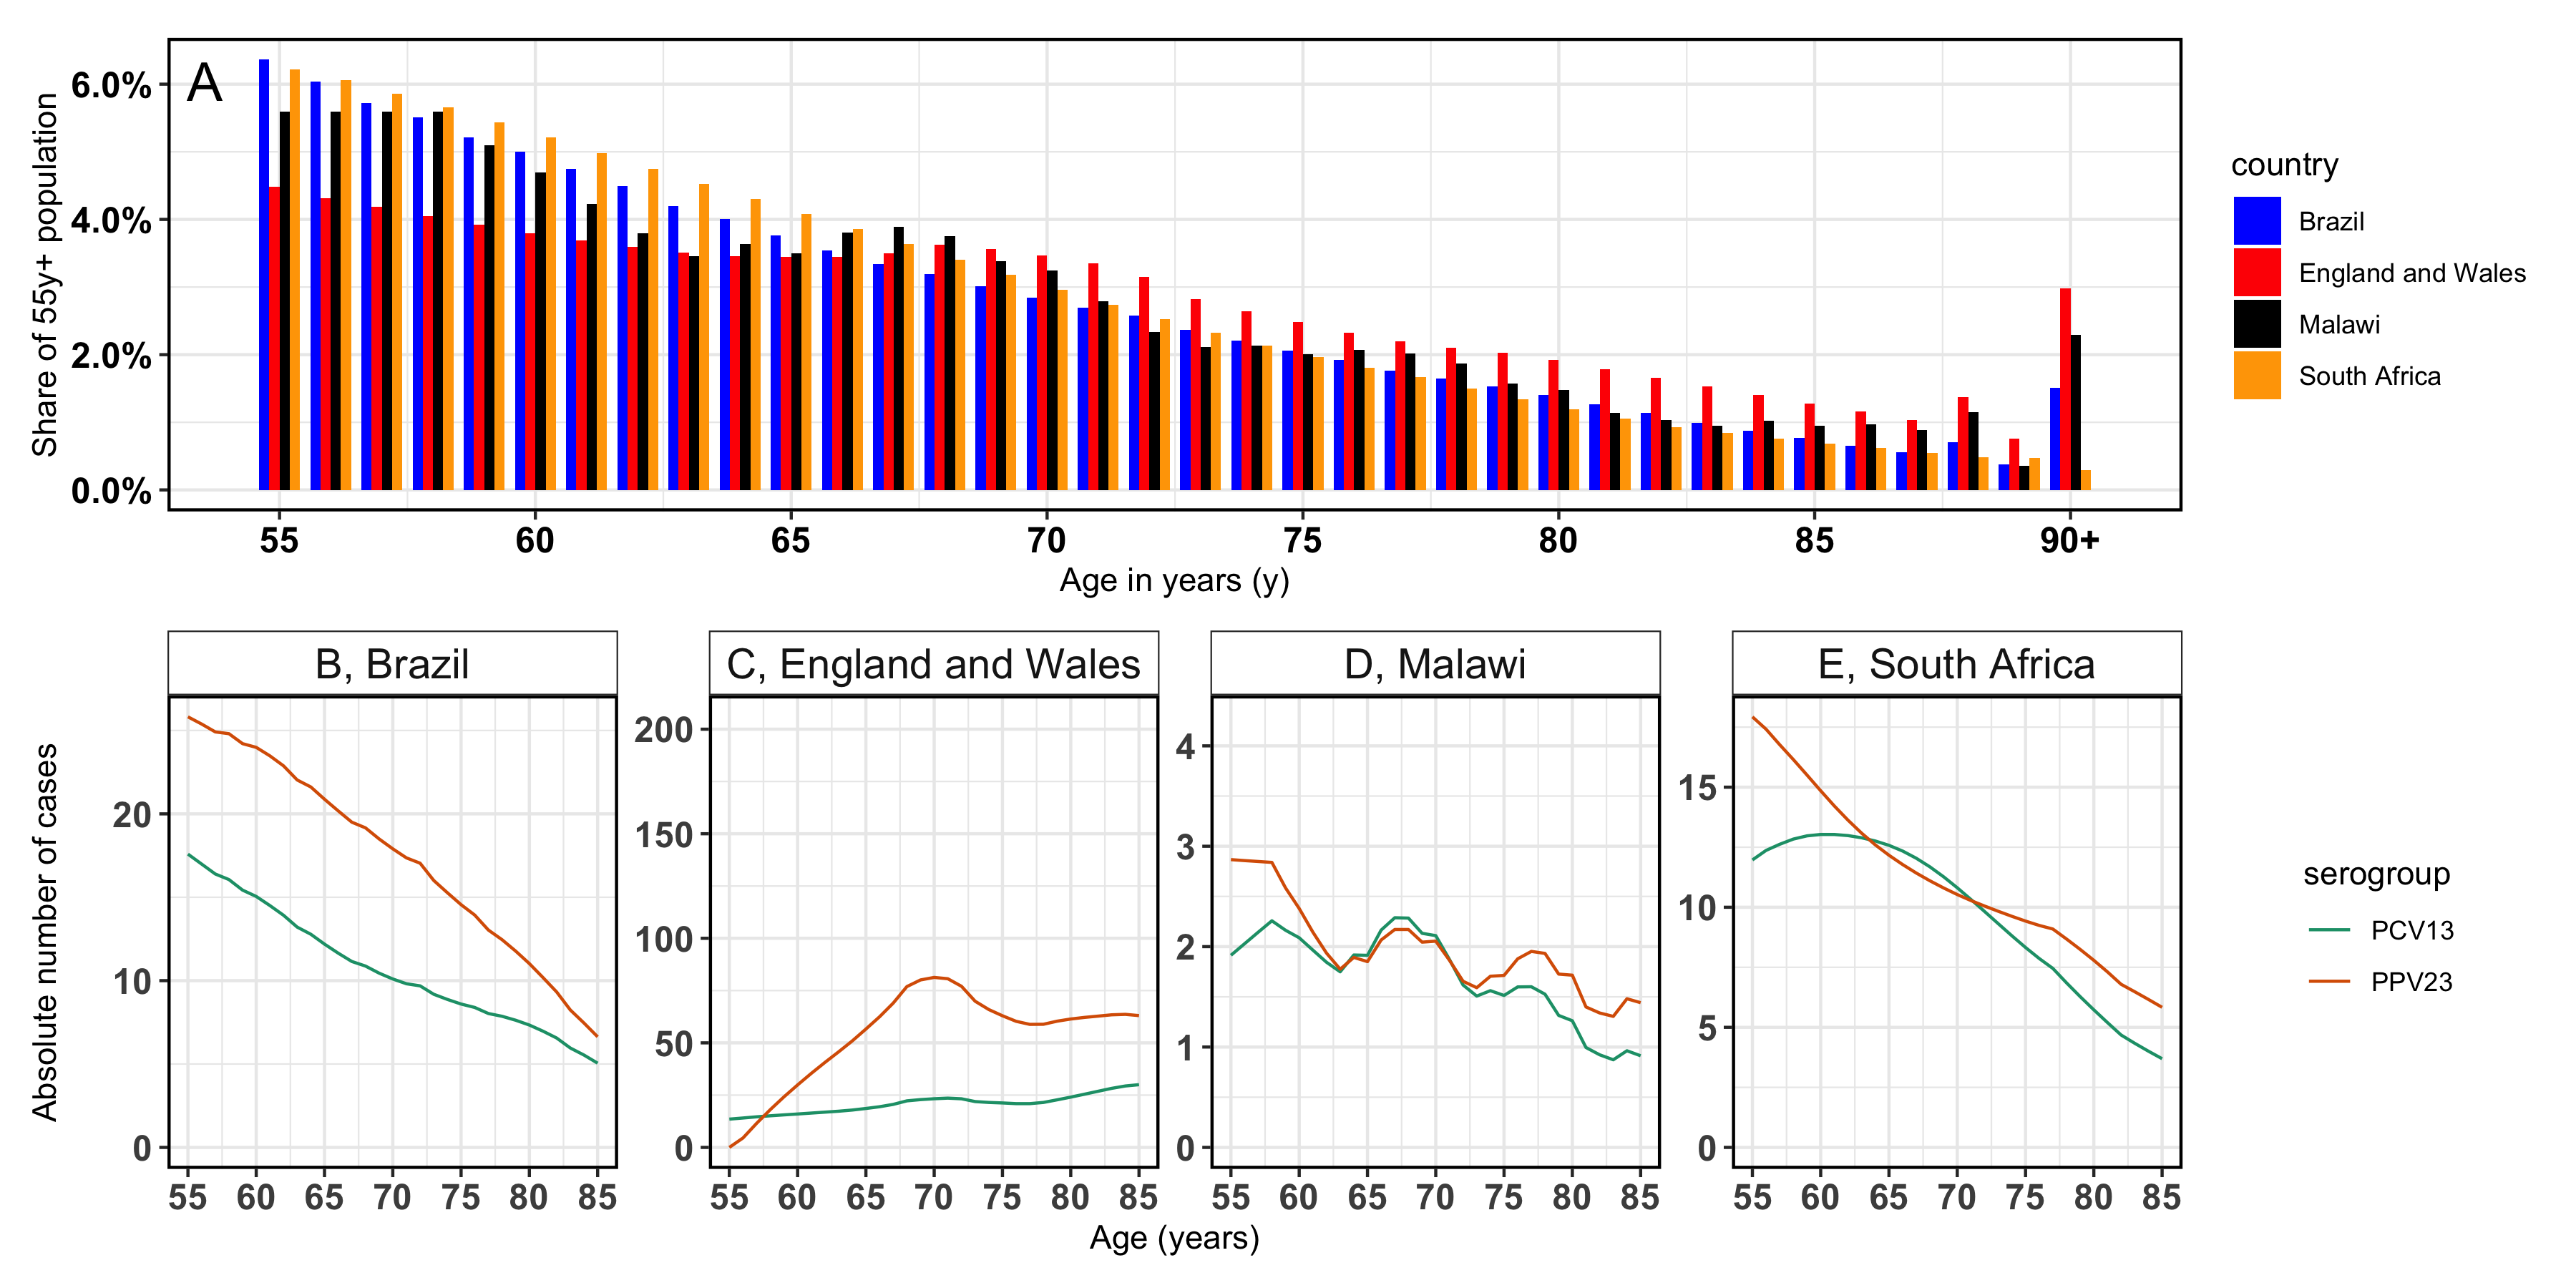 A
Share of 55y+ population
6.0%
4.0%
2.0%
0.0%
55 60 65 70 75 80 85 90+
Age in years (y)
country
Brazil
England and Wales
Malawi
South Africa
B, Brazil
C, England and Wales
D, Malawi
E, South Africa
Absolute number of cases
20
10
0
55 60 65 70 75 80 85
200
150
100
50
0
55 60 65 70 75 80 85
4
3
2
1
0
55 60 65 70 75 80 85
15
10
5
0
55 60 65 70 75 80 85
Age (years)
serogroup
PCV13
PPV23